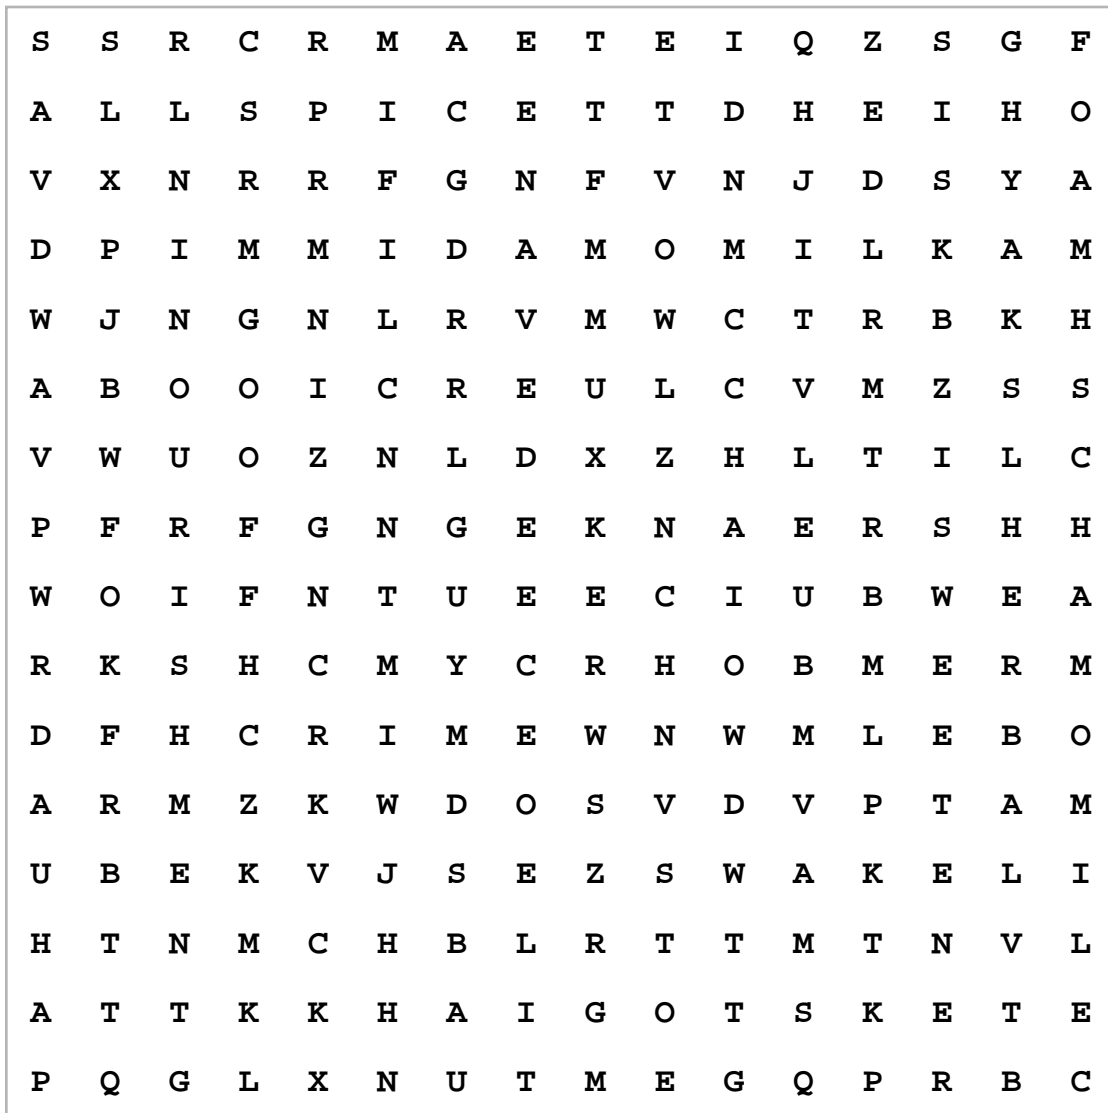 S S R C R M A E T E I Q Z S G F
A L L S P I C E T T D H E I H O
V X N R R F G N F V N J D S Y A
D P I M M I D A M O M I L K A M
W J N G N L R V M W C T R B K H
A B O O I C R E U L C V M Z S S
V W U O Z N L D X Z H L T I L C
P F R F G N G E K N A E R S H H
W O I F N T U E E C I U B W E A
R K S H C M Y C R H O B M E R M
D F H C R I M E W N W M L E B O
A R M Z K W D O S V D V P T A M
U B E K V J S E Z S W A K E L I
H T N M C H B L R T T M T N V L
A T T K K H A I G O T S K E T E
P Q G L X N U T M E G Q P R B C